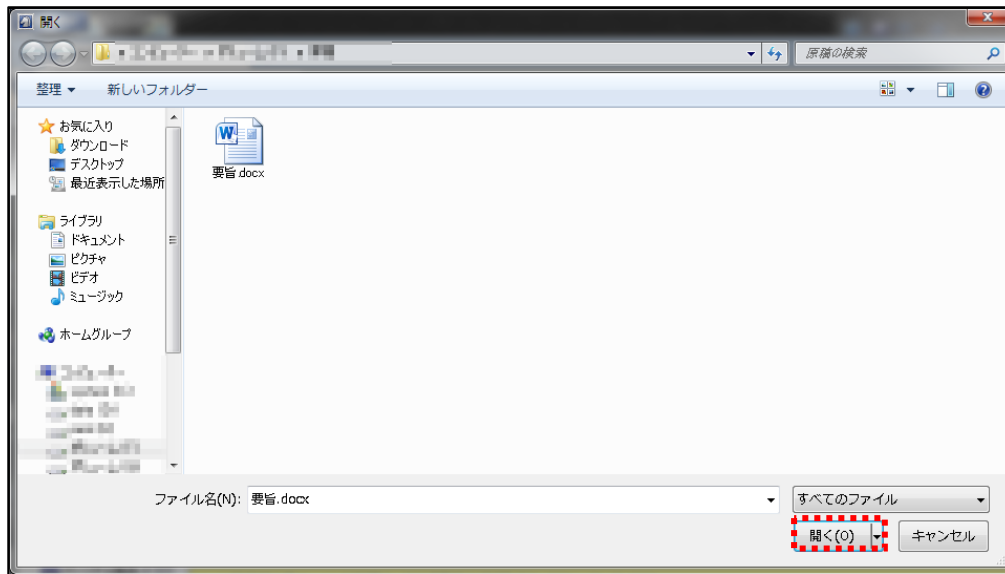 開く
原稿の検索
整理 新しいフォルダー
お気に入り
ダウンロード
デスクトップ
最近表示した場所
ライブラリ
ドキュメント
ピクチャ
ビデオ
ミュージック
ホームグループ
要旨.docx
ファイル名(N): 要旨.docx
すべてのファイル
開く(O) キャンセル